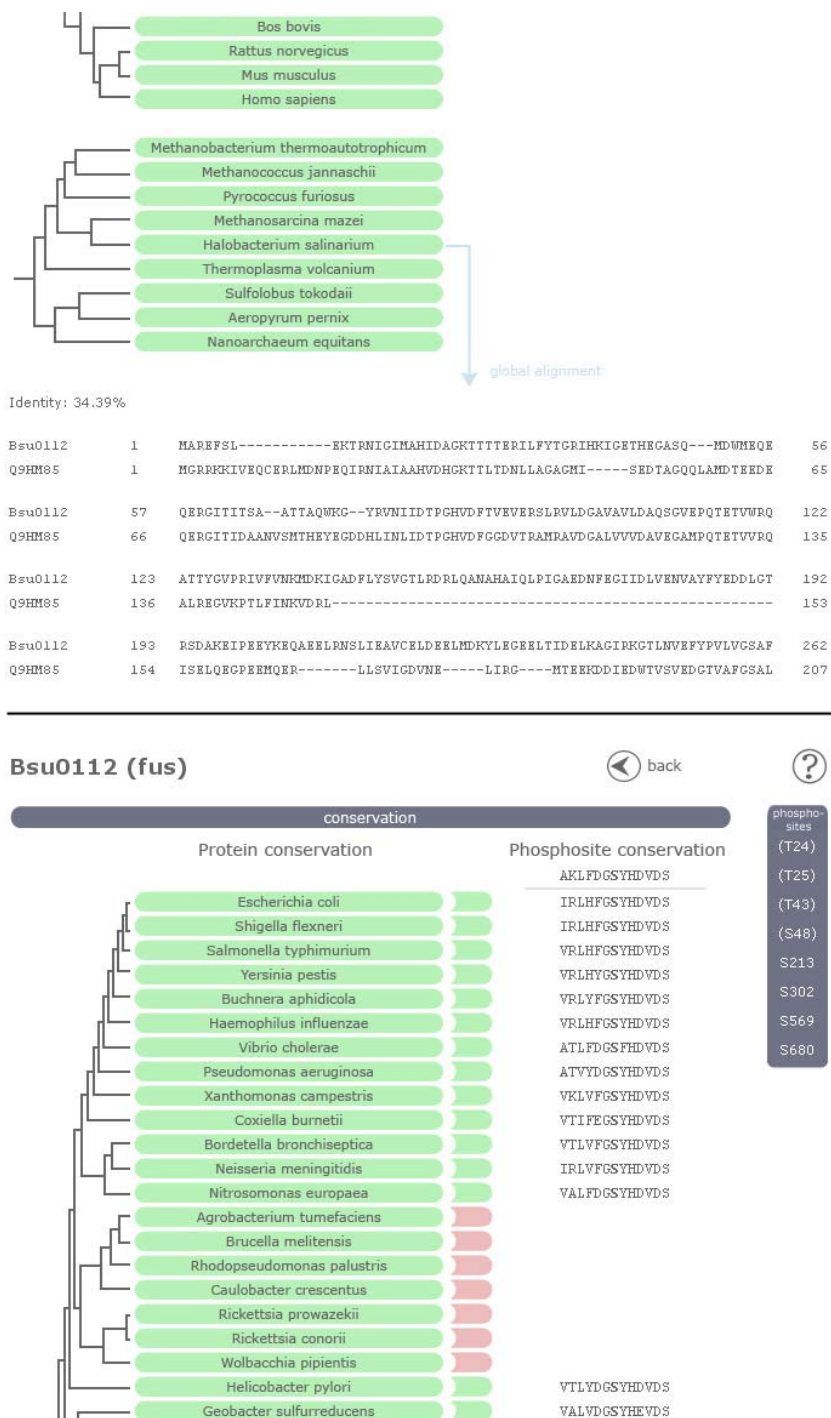 Bos bovis
Rattus norvegicus
Mus musculus
Homo sapiens
Methanobacterium thermoautotrophicum
Methanococcus jannaschii
Pyrococcus furiosus
Methanosarcina mazei
Halobacterium salinarium
Thermoplasma volcanium
Sulfolobus tokodaii
Aeropyrum pernix
Nanoarchaeum equitans
global alignment
Identity: 34.39%
Bsu0112 1 MAREFSL-----------EKTRNIGIMAHIDAGKTTTTERILFYTGRIHKIGETHEGASQ---MDWMEQE 56
Q9HM85 1 MGRRKKIVEQCERLMDNPEQIRNIAIAAHVDHGKTTLTDNLLAGAGMI-----SEDTAGQQLAMDTEEDE 65
Bsu0112 57 QERGITITSA--ATTAQWKG--YRVNIIDTPGHVDFTVEVERSLRVLDGAVAVLDAQSGVEPQTETVWRQ 122
Q9HM85 66 QERGITIDAANVSMTHEYEGDDHLINLIDTPGHVDFGGDVTRAMRAVDGALVVVDAVEGAMPQTETVVRQ 135
Bsu0112 123 ATTYGVPRIVFVNKMDKIGADFLYSVGTLRDRLQANAHAIQLPIGAEDNFEGIIDLVENVAYFYEDDLGT 192
Q9HM85 136 ALREGVKPTLFINKVDRL---------------------------------------------------- 153
Bsu0112 193 RSDAKEIPEEYKEQAEELRNSLIEAVCELDEELMDKYLEGEELTIDELKAGIRKGTLNVEFYPVLVGSAF 262
Q9HM85 154 ISELQEGPEEMQER-------LLSVIGDVNE-----LIRG----MTEEKDDIEDWTVSVEDGTVAFGSAL 207
Bsu0112 (fus)
back
?
conservation
Protein conservation Phosphosite conservation
AKLFDGSYHDVDS
Escherichia coli IRLHFGSYHDVDS
Shigella flexneri IRLHFGSYHDVDS
Salmonella typhimurium VRLHFGSYHDVDS
Yersinia pestis VRLHYGSYHDVDS
Buchnera aphidicola VRLYFGSYHDVDS
Haemophilus influenzae VRLHFGSYHDVDS
Vibrio cholerae ATLFDGSFHDVDS
Pseudomonas aeruginosa ATVYDGSYHDVDS
Xanthomonas campestris VKLVFGSYHDVDS
Coxiella burnetii VTIFEGSYHDVDS
Bordetella bronchiseptica VTLVFGSYHDVDS
Neisseria meningitidis IRLVFGSYHDVDS
Nitrosomonas europaea VALFDGSYHDVDS
Agrobacterium tumefaciens
Brucella melitensis
Rhodopseudomonas palustris
Caulobacter crescentus
Rickettsia prowazekii
Rickettsia conorii
Wolbacchia pipientis
Helicobacter pylori VTLYDGSYHDVDS
Geobacter sulfurreducens VALVDGSYHEVDS
phospho-
sites
(T24)
(T25)
(T43)
(S48)
S213
S302
S569
S680